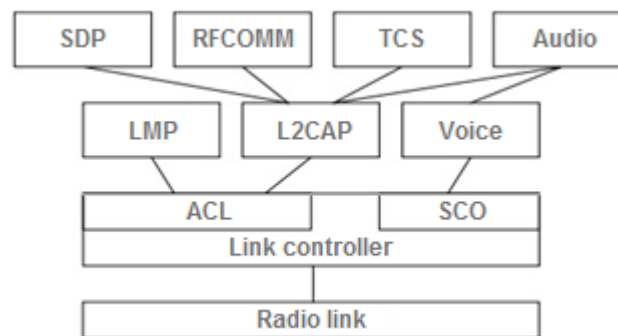 SDP
RFCOMM
TCS
Audio
LMP
L2CAP
Voice
ACL
SCO
Link controller
Radio link